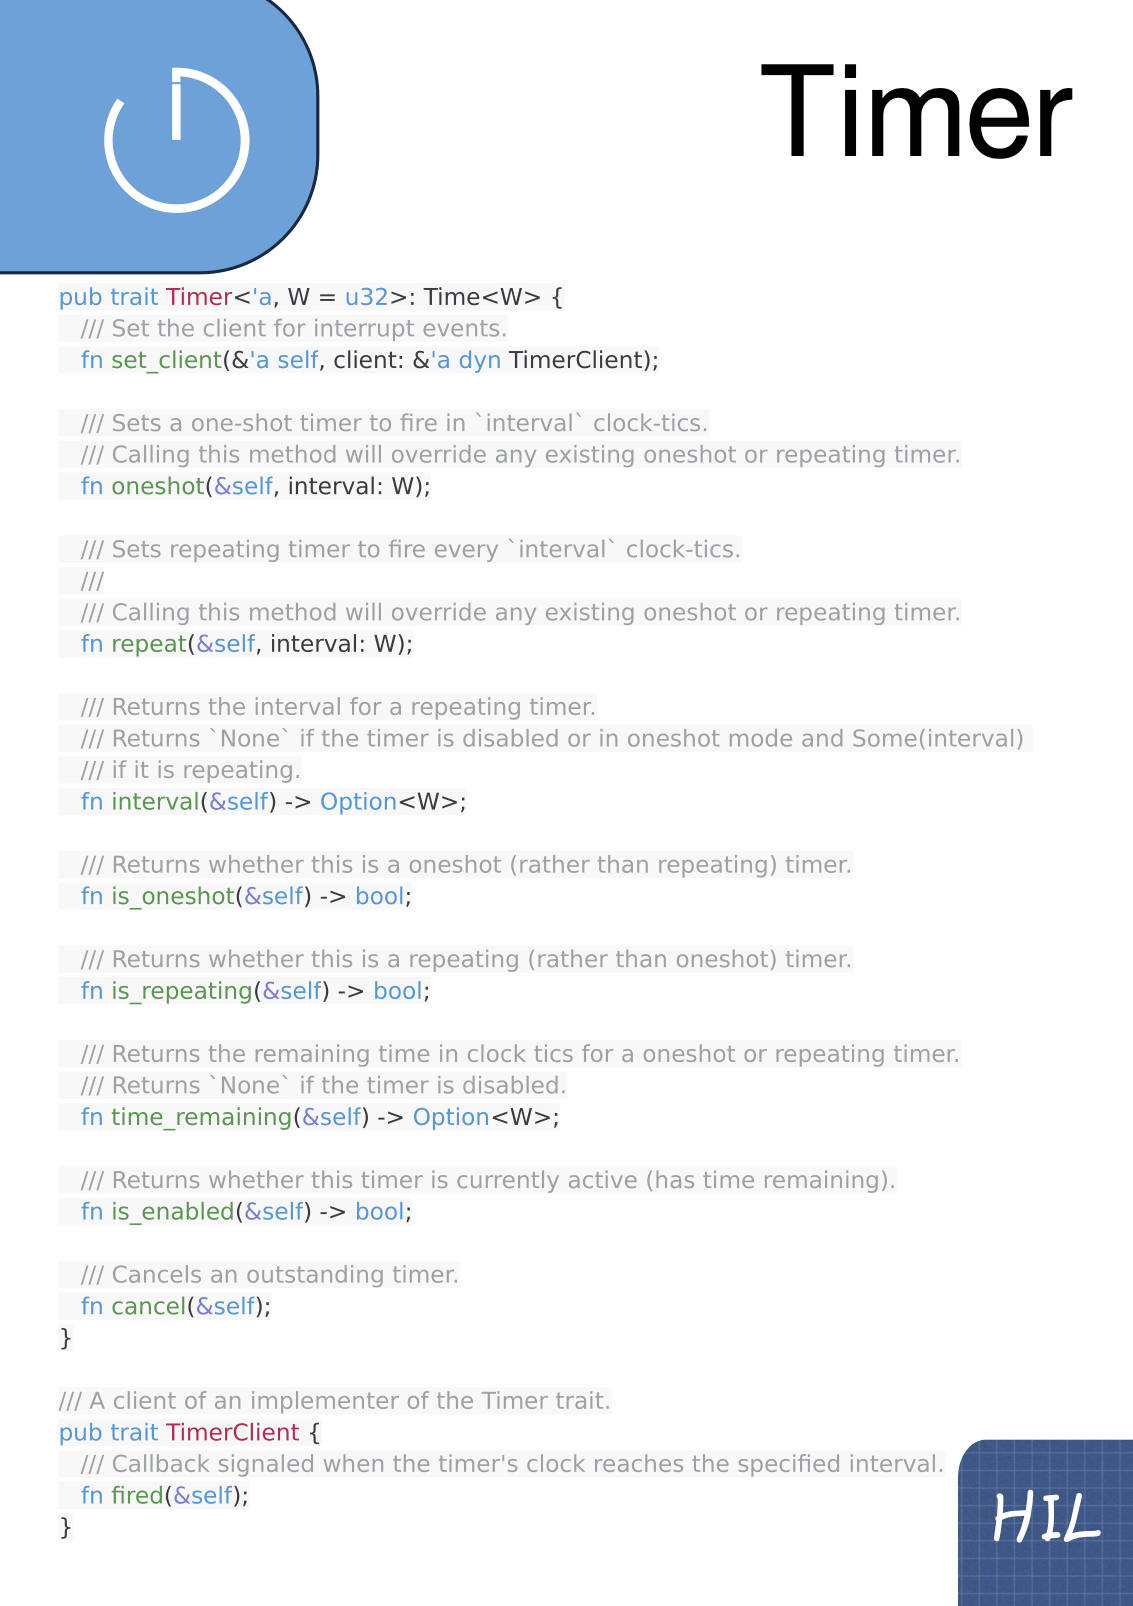 Timer
pub trait Timer<'a, W = u32>: Time<W> {
/// Set the client for interrupt events.
fn set_client(&'a self, client: &'a dyn TimerClient);
/// Sets a one-shot timer to fire in `interval` clock-tics.
/// Calling this method will override any existing oneshot or repeating timer.
fn oneshot(&self, interval: W);
/// Sets repeating timer to fire every `interval` clock-tics.
///
/// Calling this method will override any existing oneshot or repeating timer.
fn repeat(&self, interval: W);
/// Returns the interval for a repeating timer.
/// Returns `None` if the timer is disabled or in oneshot mode and Some(interval)
/// if it is repeating.
fn interval(&self) -> Option<W>;
/// Returns whether this is a oneshot (rather than repeating) timer.
fn is_oneshot(&self) -> bool;
/// Returns whether this is a repeating (rather than oneshot) timer.
fn is_repeating(&self) -> bool;
/// Returns the remaining time in clock tics for a oneshot or repeating timer.
/// Returns `None` if the timer is disabled.
fn time_remaining(&self) -> Option<W>;
/// Returns whether this timer is currently active (has time remaining).
fn is_enabled(&self) -> bool;
/// Cancels an outstanding timer.
fn cancel(&self);
}
/// A client of an implementer of the Timer trait.
pub trait TimerClient {
/// Callback signaled when the timer's clock reaches the specified interval.
fn fired(&self);
}
HIL